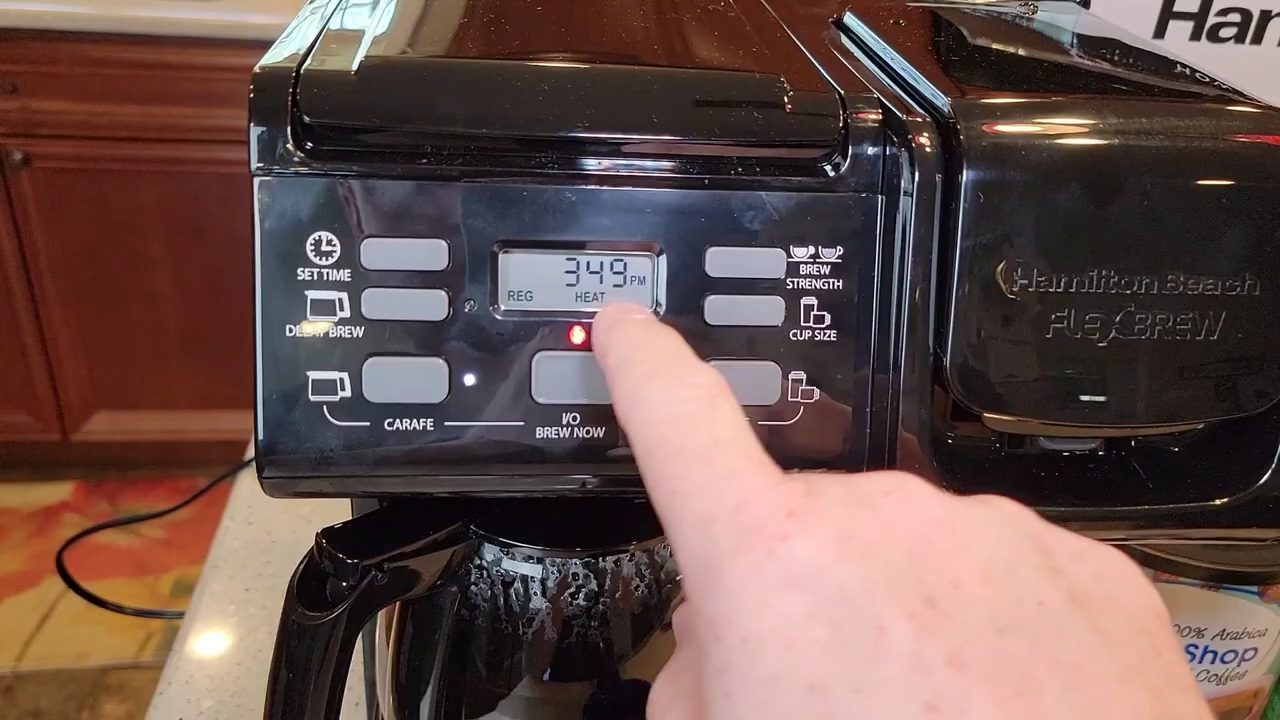 Han
SET TIME
DELAY BREW
349 PM
REG HEAT
BREW
STRENGTH
CUP SIZE
CARAFE
I/O
BREW NOW
Hamilton Beach
FLEXBREW
Arabica
Shop
Coffee